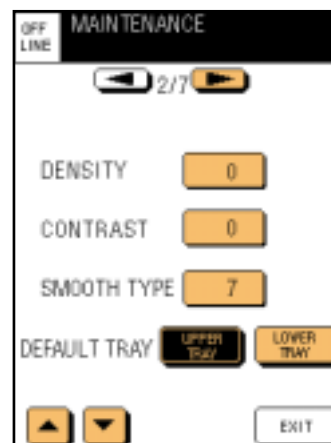 OFF LINE MAINTENANCE
2/7
DENSITY 0
CONTRAST 0
SMOOTH TYPE 7
DEFAULT TRAY UPPER TRAY LOWER TRAY
EXIT